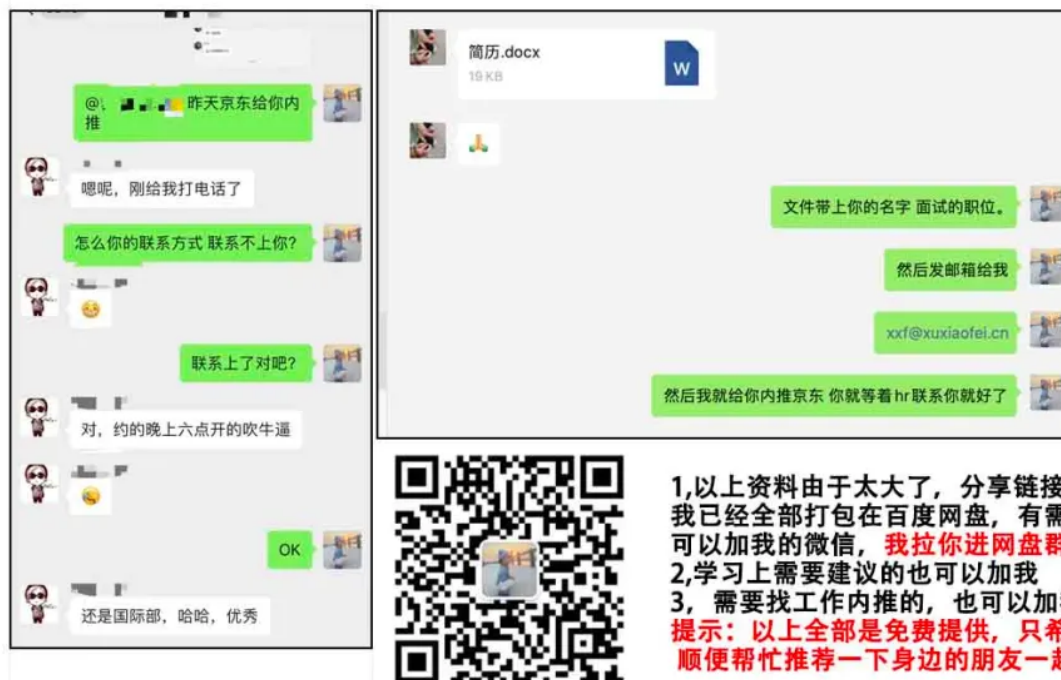 昨天京东给你内
推
嗯呢，刚给我打电话了
怎么你的联系方式 联系不上你？
联系上了对吧？
对，约的晚上六点开的吹牛逼
OK
还是国际部，哈哈，优秀
简历.docx
19 KB
W
文件带上你的名字 面试的职位。
然后发邮箱给我
xxf@xuxiaofei.cn
然后我就给你内推京东 你就等着hr联系你就好了
1,以上资料由于太大了，分享链接
我已经全部打包在百度网盘，有需
可以加我的微信，我拉你进网盘群
2,学习上需要建议的也可以加我
3，需要找工作内推的，也可以加我
提示：以上全部是免费提供，只希
顺便帮忙推荐一下身边的朋友一起